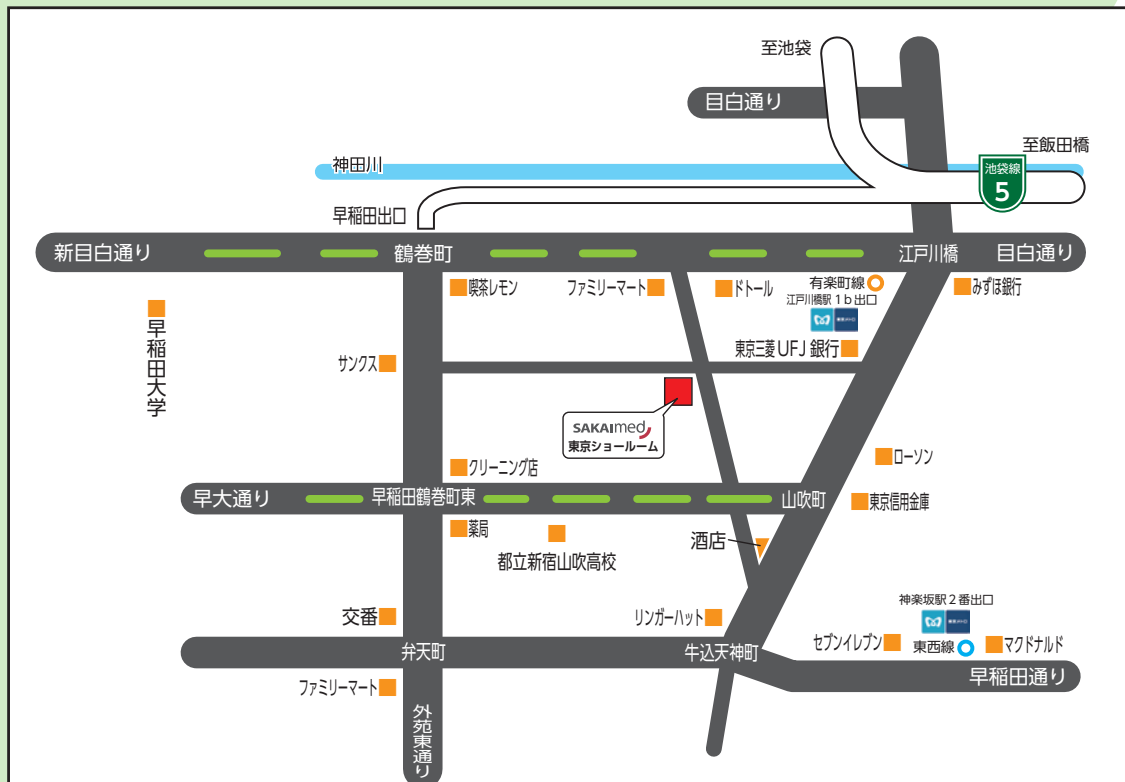 至池袋
目白通り
至飯田橋
神田川
池袋線
5
早稲田出口
新目白通り
鶴巻町
江戸川橋
目白通り
喫茶レモン
ファミリーマート
ドトール
有楽町線
江戸川橋駅 1b出口
みずほ銀行
早稲田大学
サンクス
東京三菱UFJ 銀行
SAKAImed
東京ショールーム
クリーニング店
ローソン
早大通り
早稲田鶴巻町東
山吹町
東京信用金庫
薬局
都立新宿山吹高校
酒店
神楽坂駅2番出口
交番
リンガーハット
セブンイレブン
東西線
マクドナルド
弁天町
牛込天神町
早稲田通り
ファミリーマート
外苑東通り